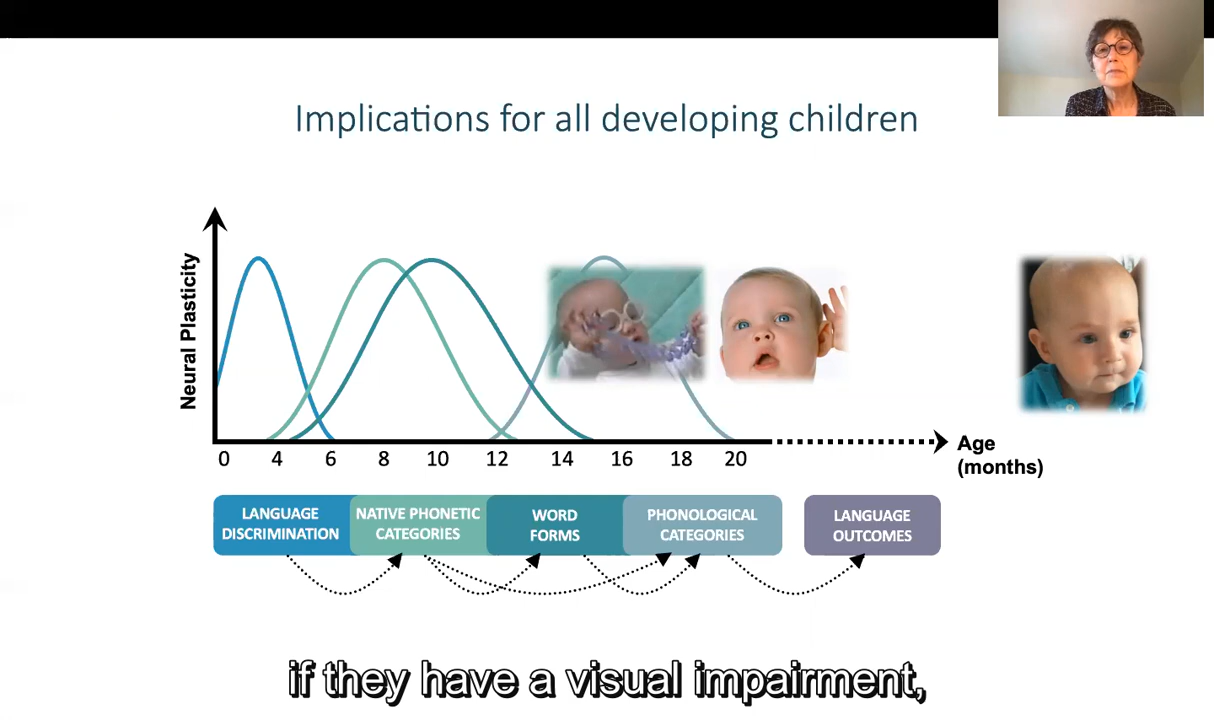 Implications for all developing children
Neural Plasticity
0 4 6 8 10 12 14 16 18 20
Age
(months)
LANGUAGE
DISCRIMINATION
NATIVE PHONETIC
CATEGORIES
WORD
FORMS
PHONOLOGICAL
CATEGORIES
LANGUAGE
OUTCOMES
if they have a visual impairment,